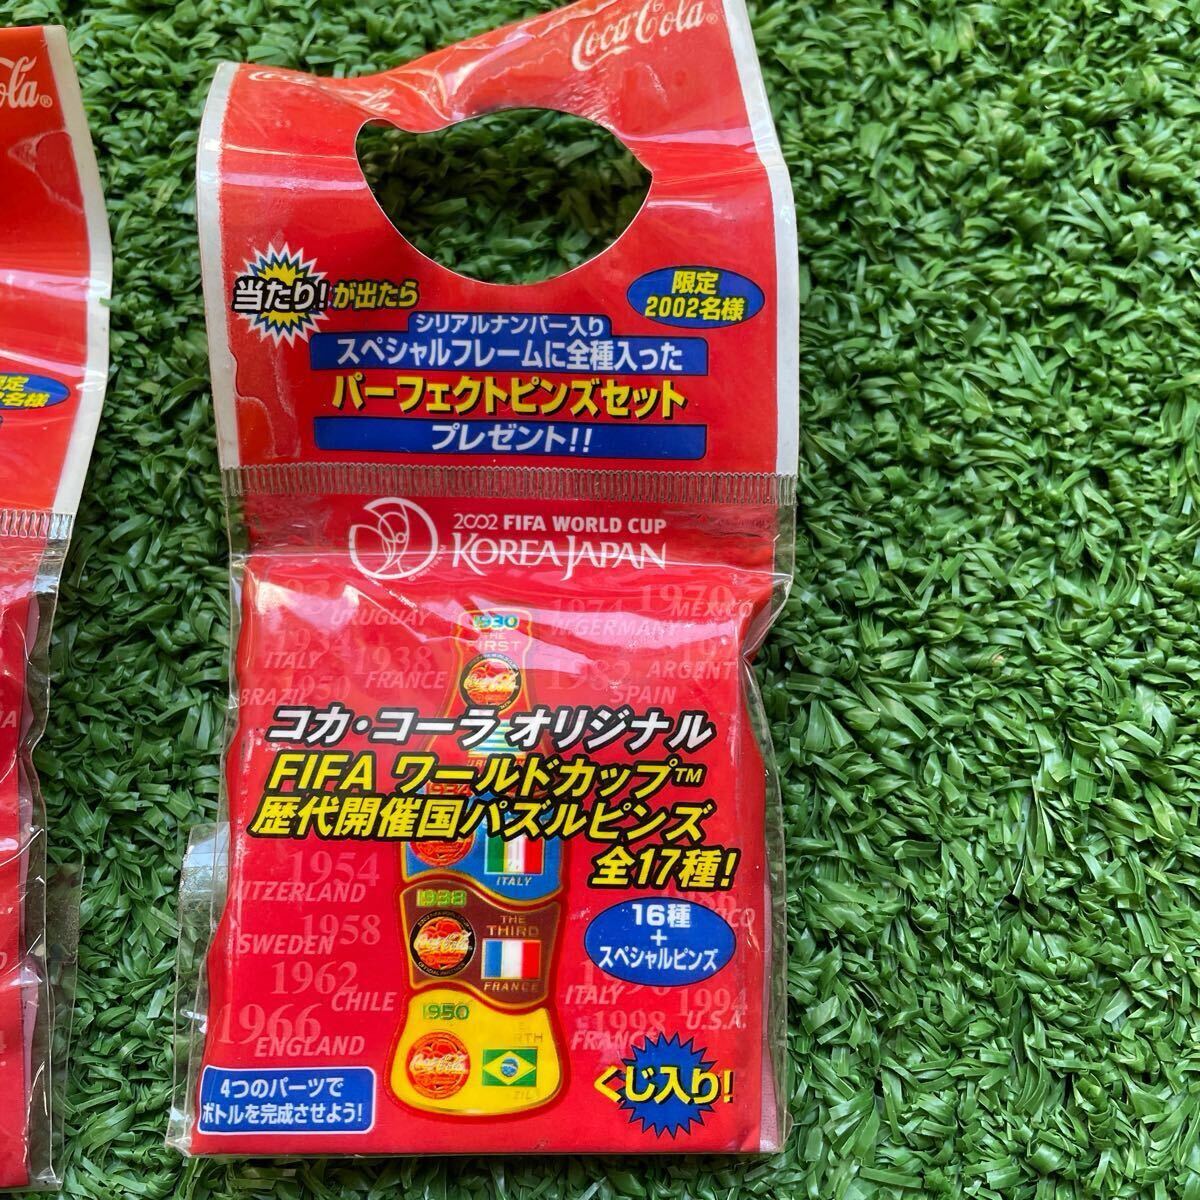 Coca-Cola®
Coca-Cola
当たり!が出たら
限定
2002名様
シリアルナンバー入り
スペシャルフレームに全種入った
パーフェクトピンズセット
プレゼント!!
2002 FIFA WORLD CUP
KOREAJAPAN
1930
THE
FIRST
URUGUAY
ITALY
1938
FRANCE
BRAZIL
1950
1974
W.GERMANY
1970
MEXICO
ARGENT
1982
SPAIN
コカ・コーラ オリジナル
FIFA ワールドカップ™
歴代開催国パズルピンズ
全17種!
16種
+
スペシャルピンズ
ITALY
1938
THE
THIRD
FRANCE
Coca-Cola
1950
1954
WITZERLAND
1958
SWEDEN
1962
CHILE
1966
ENGLAND
ITALY
1994
U.S.A.
1998
FRANC
4つのパーツで
ボトルを完成させよう!
くじ入り!